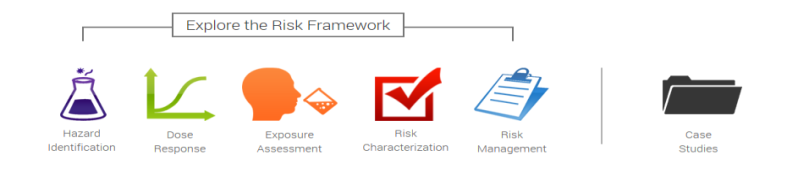 Explore the Risk Framework
Hazard
Identification
Dose
Response
Exposure
Assessment
Risk
Characterization
Risk
Management
Case
Studies